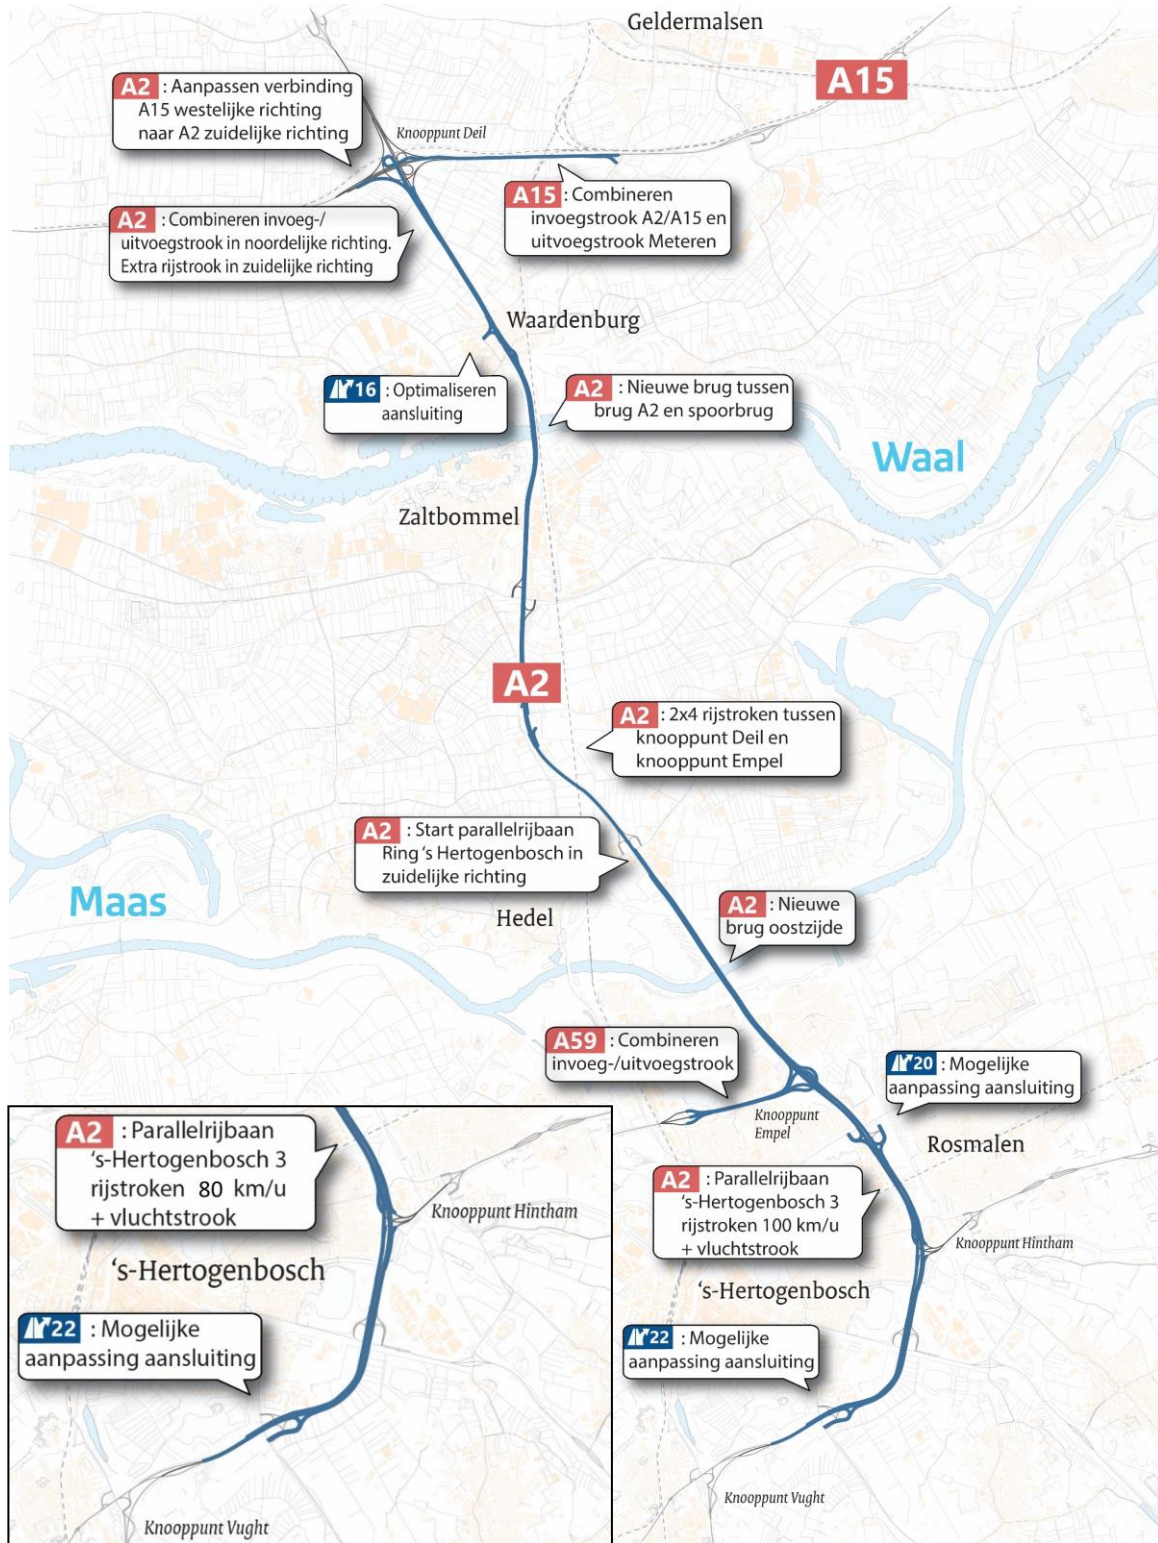 Geldermalsen
A15
A2 : Aanpassen verbinding
A15 westelijke richting
naar A2 zuidelijke richting
Knooppunt Deil
A15 : Combineren
invoegstrook A2/A15 en
uitvoegstrook Meteren
A2 : Combineren invoeg-/
uitvoegstrook in noordelijke richting.
Extra rijstrook in zuidelijke richting
Waardenburg
16 : Optimaliseren
aansluiting
A2 : Nieuwe brug tussen
brug A2 en spoorbrug
Waal
Zaltbommel
A2
A2 : 2x4 rijstroken tussen
knooppunt Deil en
knooppunt Empel
A2 : Start parallelrijbaan
Ring ‘s Hertogenbosch in
zuidelijke richting
Maas
Hedel
A2 : Nieuwe
brug oostzijde
A59 : Combineren
invoeg-/uitvoegstrook
20 : Mogelijke
aanpassing aansluiting
Knooppunt
Empel
Rosmalen
A2 : Parallelrijbaan
‘s-Hertogenbosch 3
rijstroken 100 km/u
+ vluchtstrook
Knooppunt Hintham
‘s-Hertogenbosch
22 : Mogelijke
aanpassing aansluiting
Knooppunt Vught
A2 : Parallelrijbaan
‘s-Hertogenbosch 3
rijstroken 80 km/u
+ vluchtstrook
Knooppunt Hintham
‘s-Hertogenbosch
22 : Mogelijke
aanpassing aansluiting
Knooppunt Vught